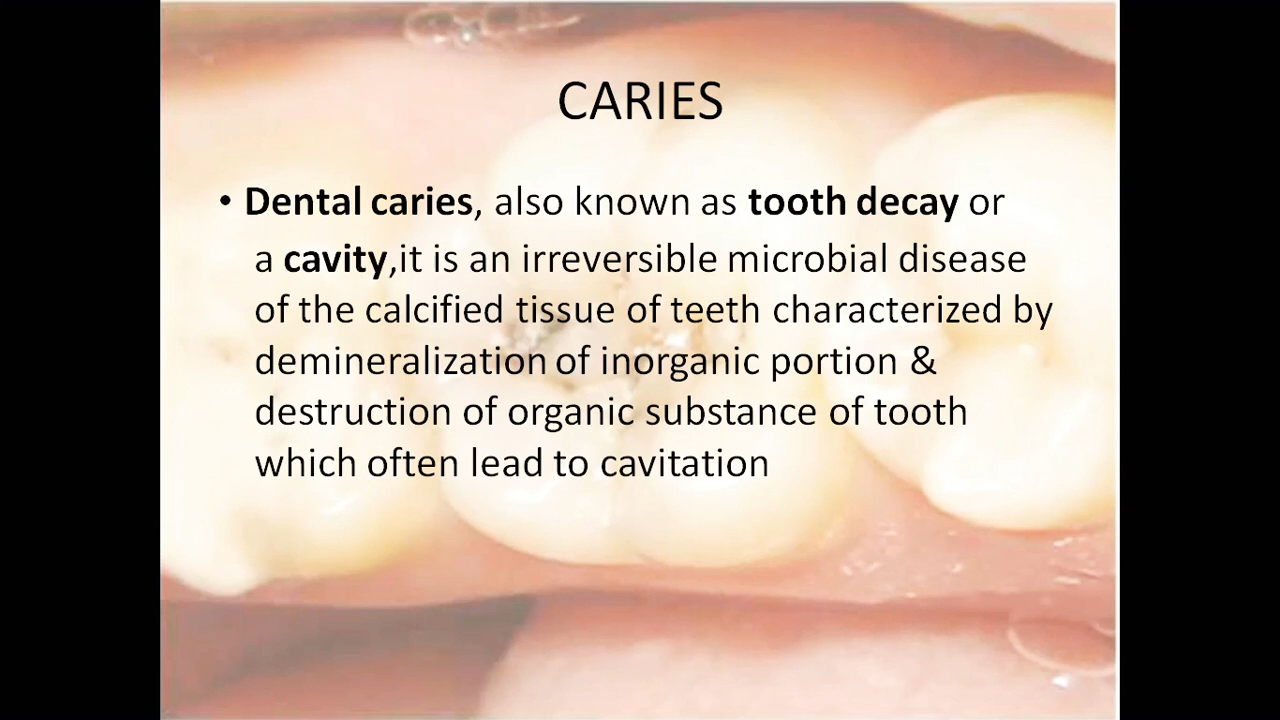 CARIES
• Dental caries, also known as tooth decay or
a cavity,it is an irreversible microbial disease
of the calcified tissue of teeth characterized by
demineralization of inorganic portion &
destruction of organic substance of tooth
which often lead to cavitation